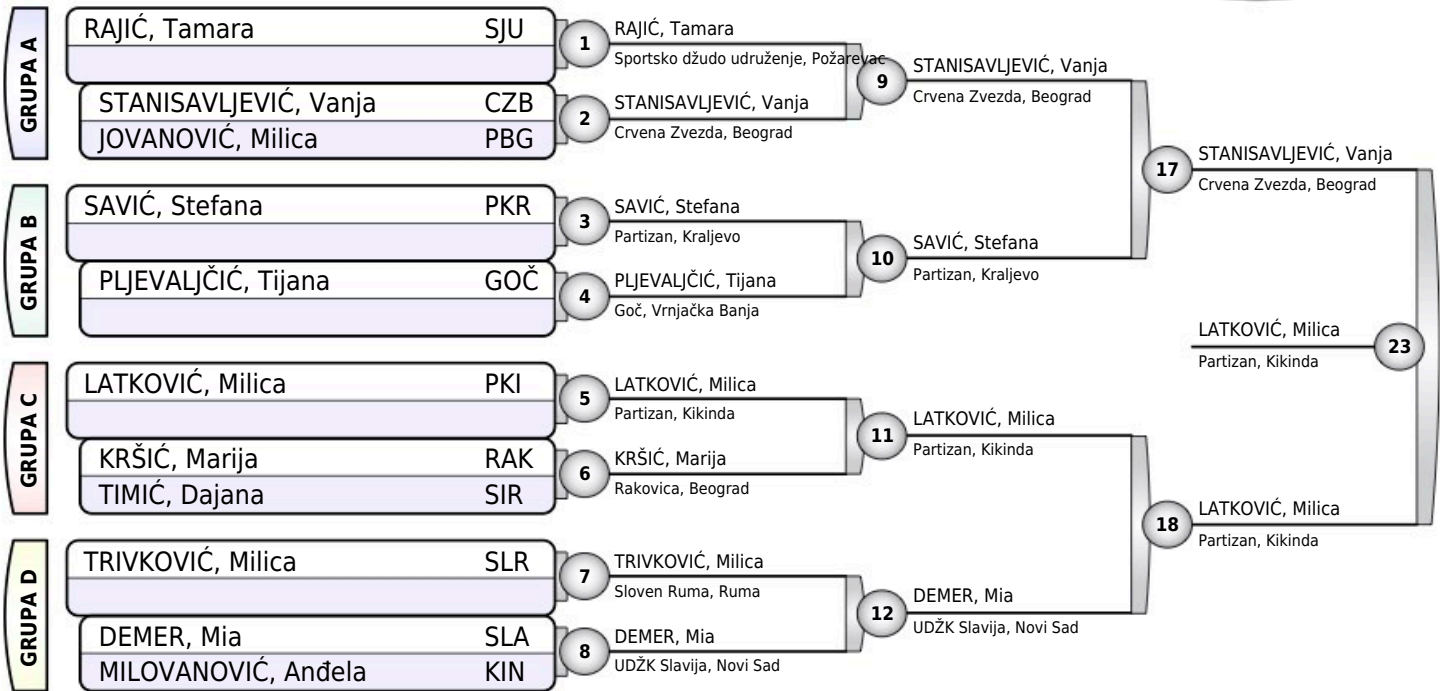 GRUPA A
RAJIĆ, Tamara SJU
STANISAVLJEVIĆ, Vanja CZB
JOVANOVIĆ, Milica PBG
GRUPA B
SAVIĆ, Stefana PKR
PLJEVALJČIĆ, Tijana GOČ
GRUPA C
LATKOVIĆ, Milica PKI
KRŠIĆ, Marija RAK
TIMIĆ, Dajana SIR
GRUPA D
TRIVKOVIĆ, Milica SLR
DEMER, Mia SLA
MILOVANOVIĆ, Anđela KIN
1
RAJIĆ, Tamara
Sportsko džudo udruženje, Požarevac
2
STANISAVLJEVIĆ, Vanja
Crvena Zvezda, Beograd
3
SAVIĆ, Stefana
Partizan, Kraljevo
4
PLJEVALJČIĆ, Tijana
Goč, Vrnjačka Banja
5
LATKOVIĆ, Milica
Partizan, Kikinda
6
KRŠIĆ, Marija
Rakovica, Beograd
7
TRIVKOVIĆ, Milica
Sloven Ruma, Ruma
8
DEMER, Mia
UDŽK Slavija, Novi Sad
9
STANISAVLJEVIĆ, Vanja
Crvena Zvezda, Beograd
10
SAVIĆ, Stefana
Partizan, Kraljevo
11
LATKOVIĆ, Milica
Partizan, Kikinda
12
DEMER, Mia
UDŽK Slavija, Novi Sad
17
STANISAVLJEVIĆ, Vanja
Crvena Zvezda, Beograd
18
LATKOVIĆ, Milica
Partizan, Kikinda
LATKOVIĆ, Milica
Partizan, Kikinda
23